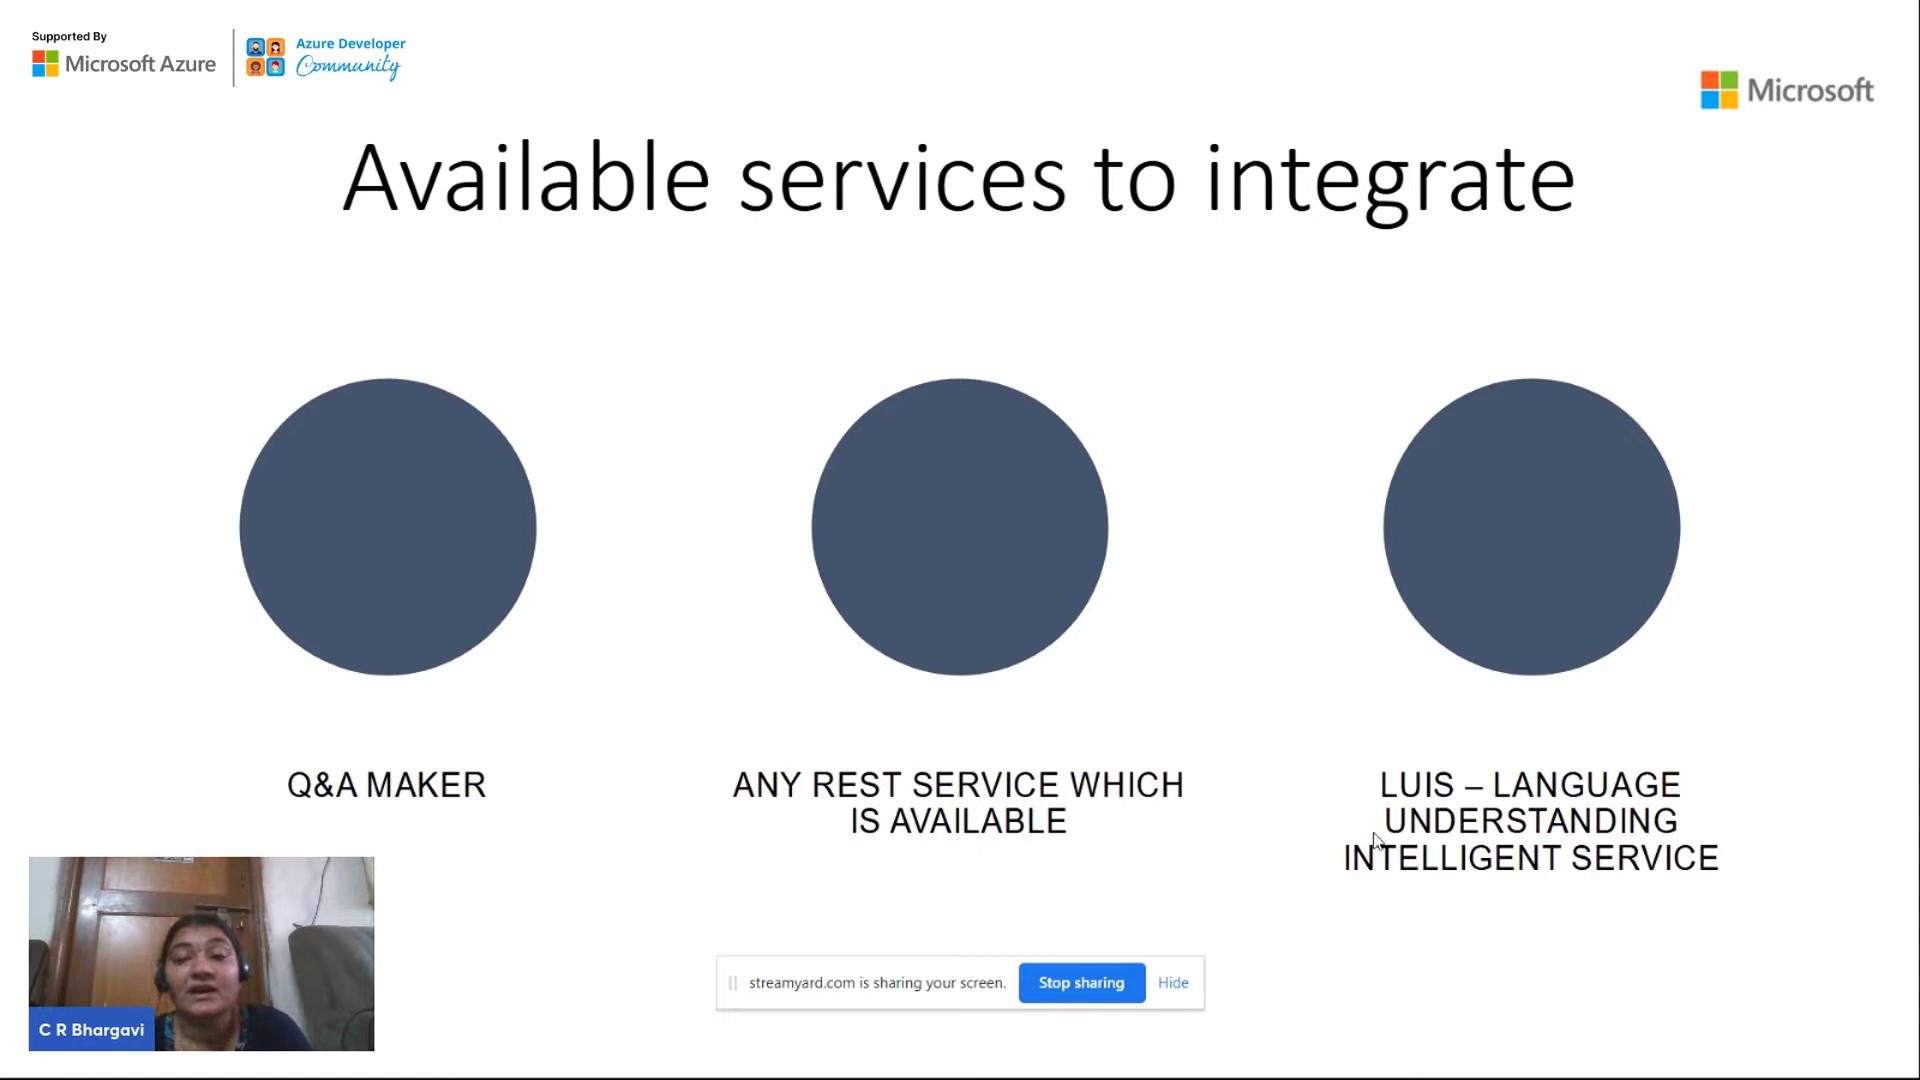 Supported By
Microsoft Azure
Azure Developer
Community
Microsoft
Available services to integrate
Q&A MAKER
ANY REST SERVICE WHICH
IS AVAILABLE
LUIS – LANGUAGE
UNDERSTANDING
INTELLIGENT SERVICE
streamyard.com is sharing your screen.
Stop sharing
Hide
C R Bhargavi